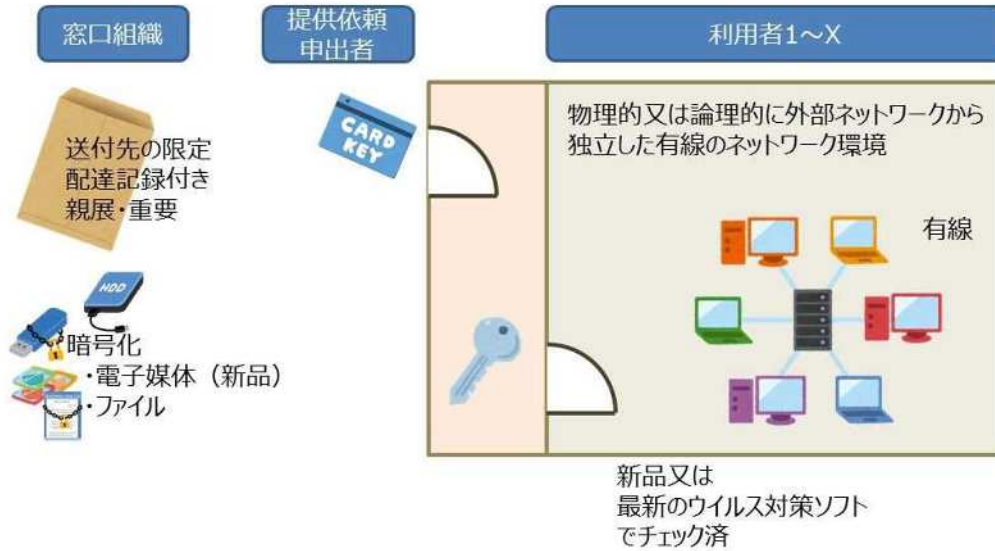 窓口組織
提供依頼
申出者
利用者1～X
送付先の限定
配達記録付き
親展・重要
CARD
KEY
物理的又は論理的に外部ネットワークから
独立した有線のネットワーク環境
有線
HDD
暗号化
・電子媒体（新品）
・ファイル
新品又は
最新のウイルス対策ソフト
でチェック済